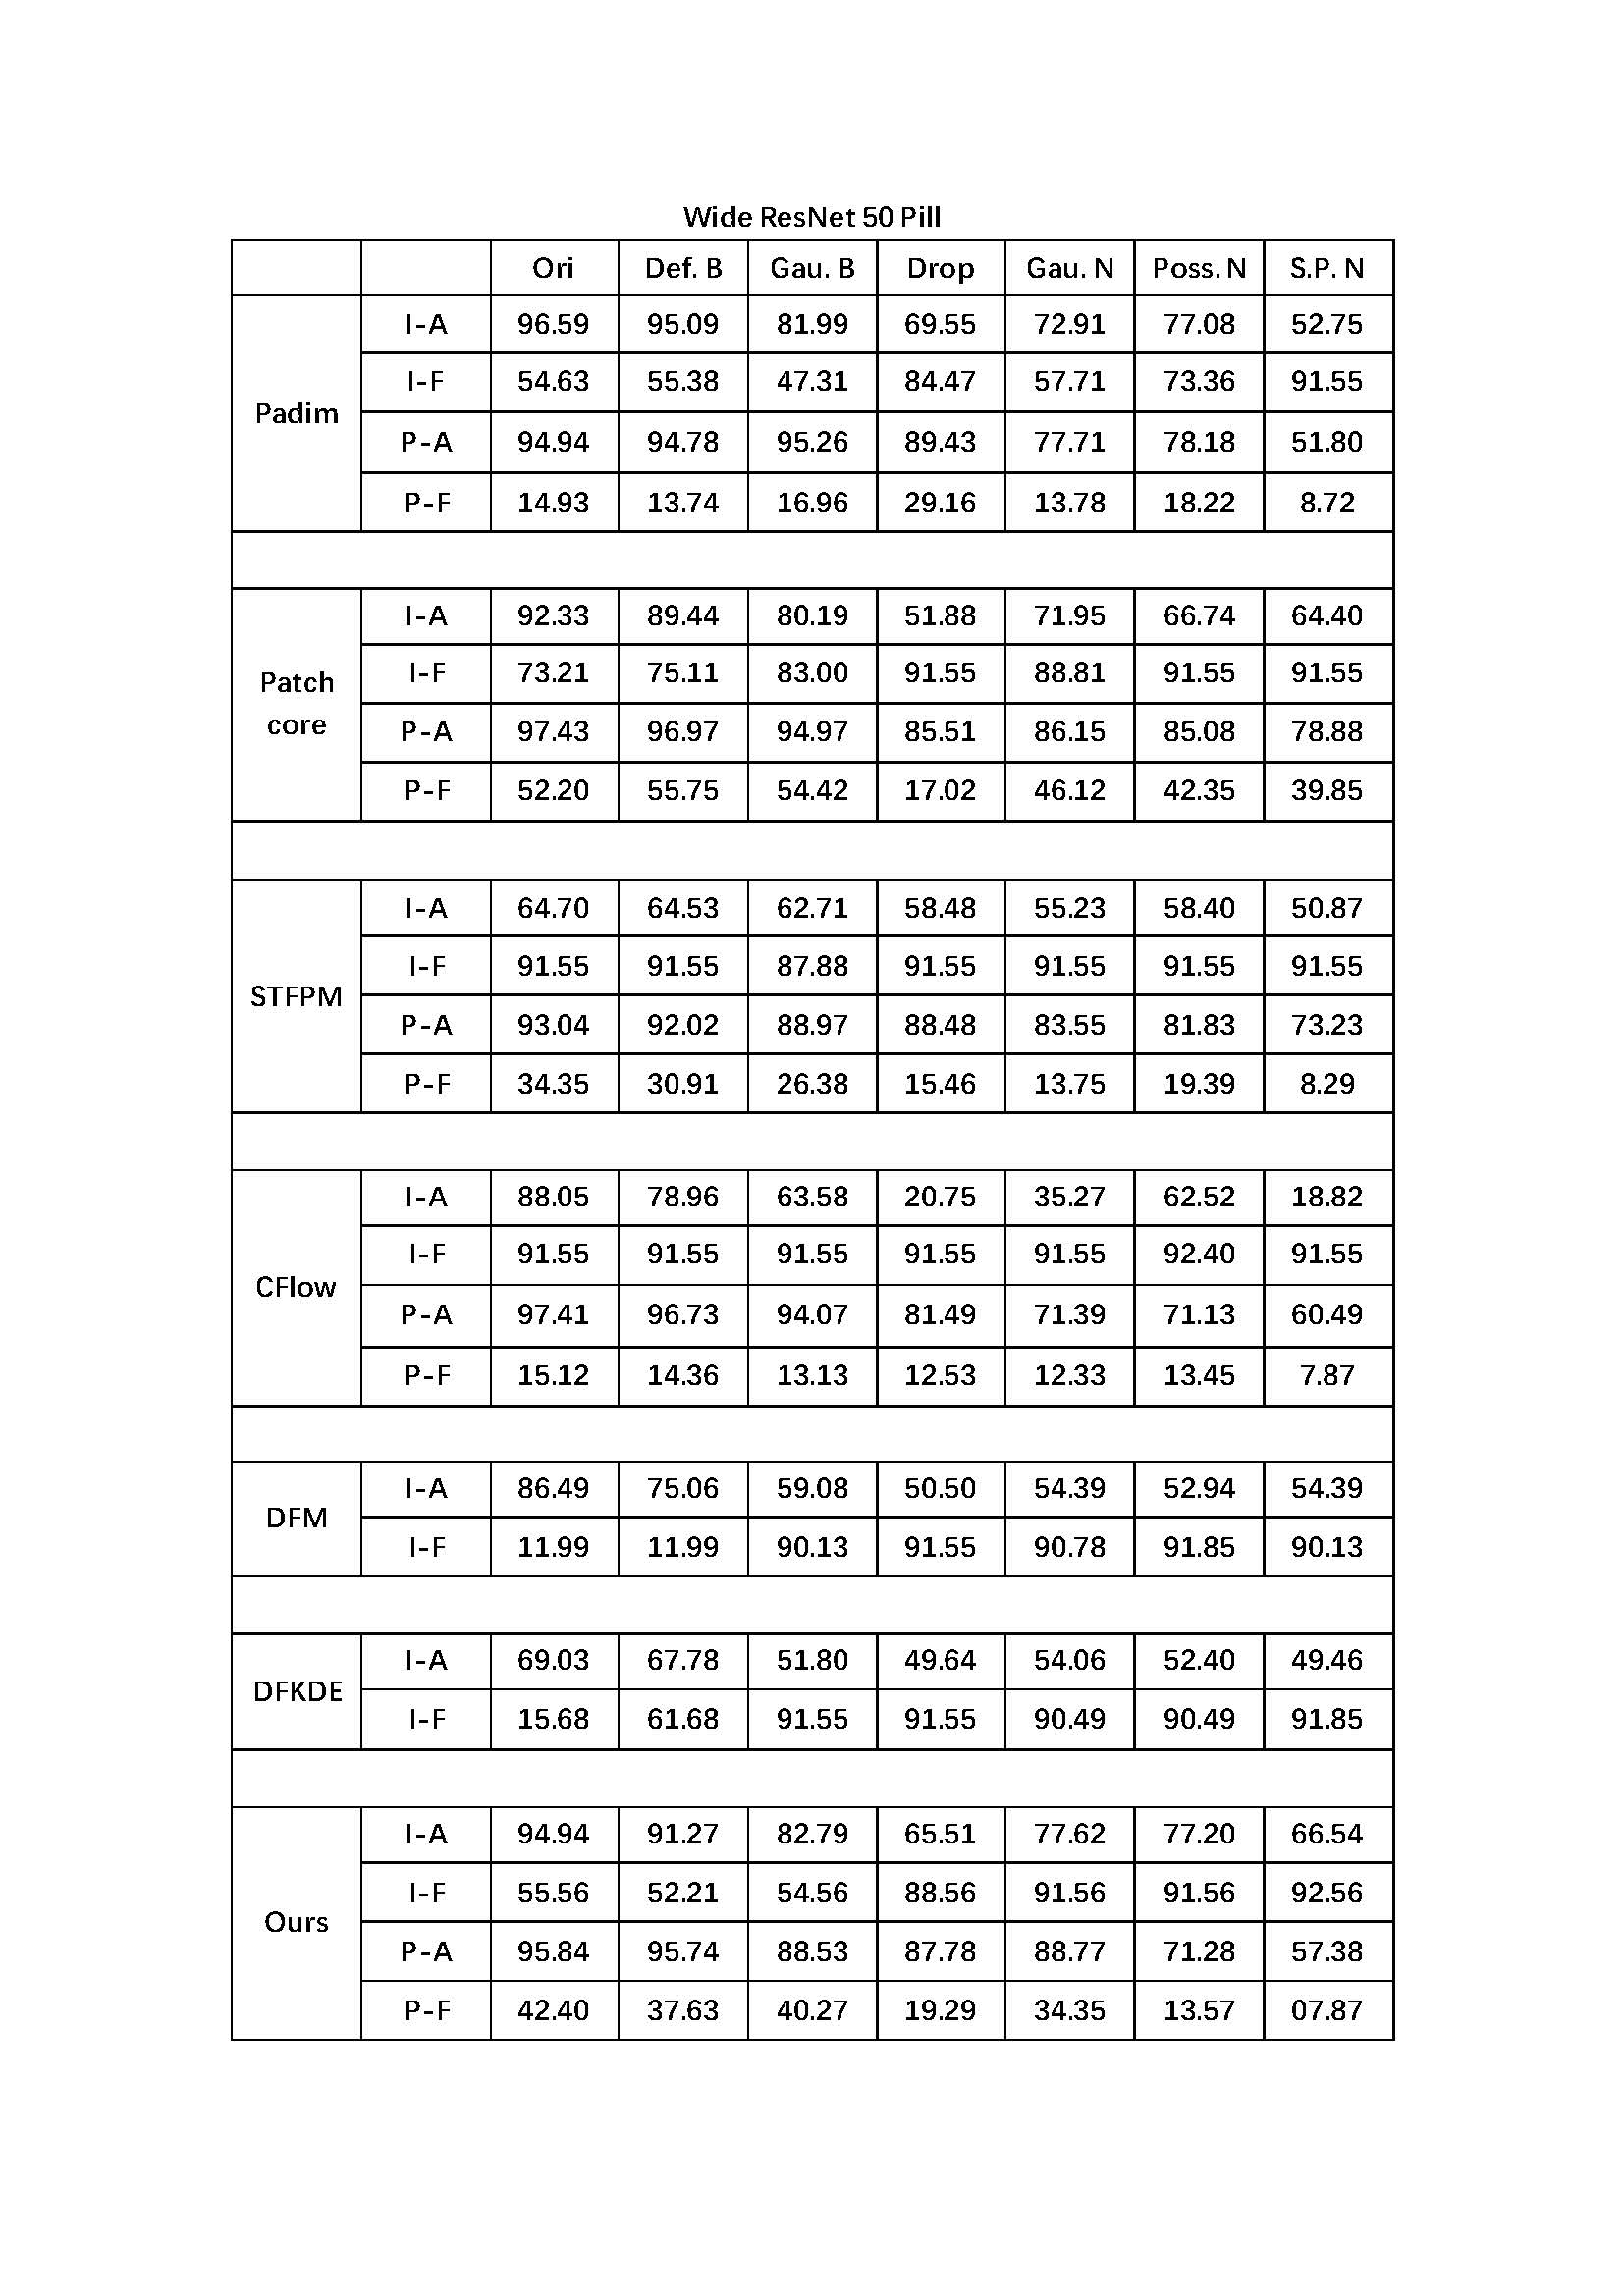 Wide ResNet 50 Pill
Ori Def. B Gau. B Drop Gau. N Poss. N S.P. N
Padim
I-A 96.59 95.09 81.99 69.55 72.91 77.08 52.75
I-F 54.63 55.38 47.31 84.47 57.71 73.36 91.55
P-A 94.94 94.78 95.26 89.43 77.71 78.18 51.80
P-F 14.93 13.74 16.96 29.16 13.78 18.22 8.72
Patch
core
I-A 92.33 89.44 80.19 51.88 71.95 66.74 64.40
I-F 73.21 75.11 83.00 91.55 88.81 91.55 91.55
P-A 97.43 96.97 94.97 85.51 86.15 85.08 78.88
P-F 52.20 55.75 54.42 17.02 46.12 42.35 39.85
STFPM
I-A 64.70 64.53 62.71 58.48 55.23 58.40 50.87
I-F 91.55 91.55 87.88 91.55 91.55 91.55 91.55
P-A 93.04 92.02 88.97 88.48 83.55 81.83 73.23
P-F 34.35 30.91 26.38 15.46 13.75 19.39 8.29
CFlow
I-A 88.05 78.96 63.58 20.75 35.27 62.52 18.82
I-F 91.55 91.55 91.55 91.55 91.55 92.40 91.55
P-A 97.41 96.73 94.07 81.49 71.39 71.13 60.49
P-F 15.12 14.36 13.13 12.53 12.33 13.45 7.87
DFM
I-A 86.49 75.06 59.08 50.50 54.39 52.94 54.39
I-F 11.99 11.99 90.13 91.55 90.78 91.85 90.13
DFKDE
I-A 69.03 67.78 51.80 49.64 54.06 52.40 49.46
I-F 15.68 61.68 91.55 91.55 90.49 90.49 91.85
Ours
I-A 94.94 91.27 82.79 65.51 77.62 77.20 66.54
I-F 55.56 52.21 54.56 88.56 91.56 91.56 92.56
P-A 95.84 95.74 88.53 87.78 88.77 71.28 57.38
P-F 42.40 37.63 40.27 19.29 34.35 13.57 07.87